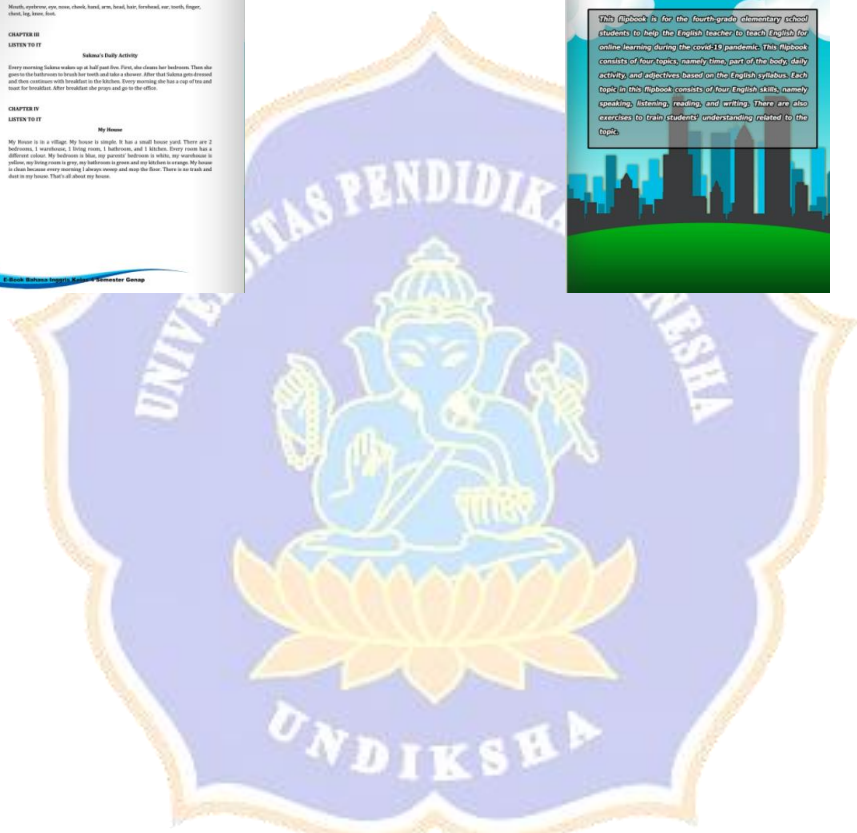 Mouth, eyebrow, eye, nose, cheek, hand, arm, head, hair, forehead, ear, tooth, finger,
chest, leg, knee, foot.
CHAPTER III
LISTEN TO IT
Sukma's Daily Activity
Every morning Sukma wakes up at half past five. First, she cleans her bedroom. Then she
goes to the bathroom to brush her teeth and take a shower. After that Sukma gets dressed
and then continues with breakfast in the kitchen. Every morning she has a cup of tea and
toast for breakfast. After breakfast she prays and go to the office.
CHAPTER IV
LISTEN TO IT
My House
My House is in a village. My house is simple. It has a small house yard. There are 2
bedrooms, 1 warehouse, 1 living room, 1 bathroom, and 1 kitchen. Every room has a
different colour. My bedroom is blue, my parents' bedroom is white, my warehouse is
yellow, my living room is grey, my bathroom is green and my kitchen is orange. My house
is clean because every morning I always sweep and mop the floor. There is no trash and
dust in my house. That's all about my house.
E-Book Bahasa Inggris Kelas 4 Semester Genap
This flipbook is for the fourth-grade elementary school
students to help the English teacher to teach English for
online learning during the covid-19 pandemic. This flipbook
consists of four topics, namely time, part of the body, daily
activity, and adjectives based on the English syllabus. Each
topic in this flipbook consists of four English skills, namely
speaking, listening, reading, and writing. There are also
exercises to train students' understanding related to the
topic.
UNDIKSHA